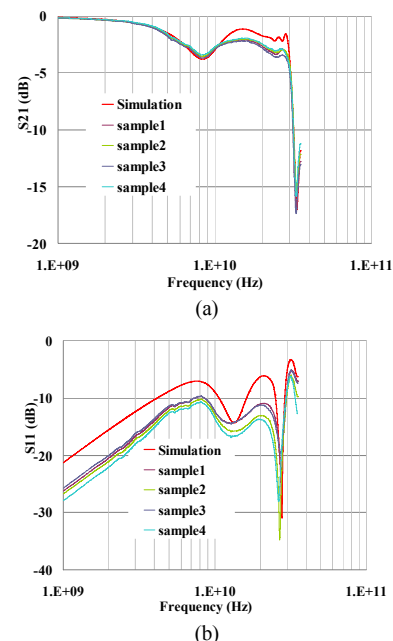 0
-5
-10
-15
-20
S21 (dB)
Simulation
sample1
sample2
sample3
sample4
1.E+09
1.E+10
1.E+11
Frequency (Hz)
(a)
0
-10
-20
-30
-40
S11 (dB)
Simulation
sample1
sample2
sample3
sample4
1.E+09
1.E+10
1.E+11
Frequency (Hz)
(b)